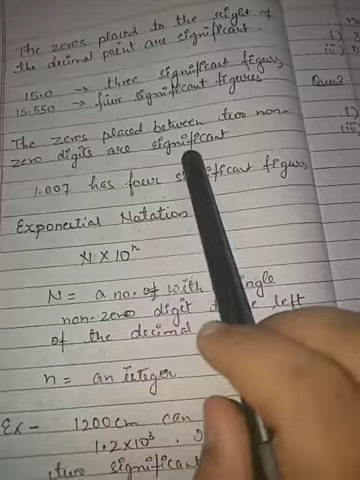 The zeros placed to the right of
the decimal point are significant.
15.0 → three significant figures
15.550 → five significant figures
The zeros placed between two non-
zero digits are significant
1.007 has four significant figures
Exponential Notation
N × 10ⁿ
N = a no. of with single
non-zero digit left
of the decimal
n = an integer
Ex - 1200cm can
1.2×10³.
two significant
Ques
i)
ii)
i)